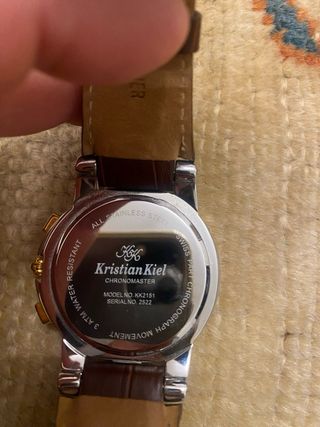 KK
KristianKiel
CHRONOMASTER
MODEL NO. KK2151
SERIAL NO. 2522
ALL STAINLESS STEEL
SWISS PART CHRONOGRAPH MOVEMENT
3 ATM WATER RESISTANT